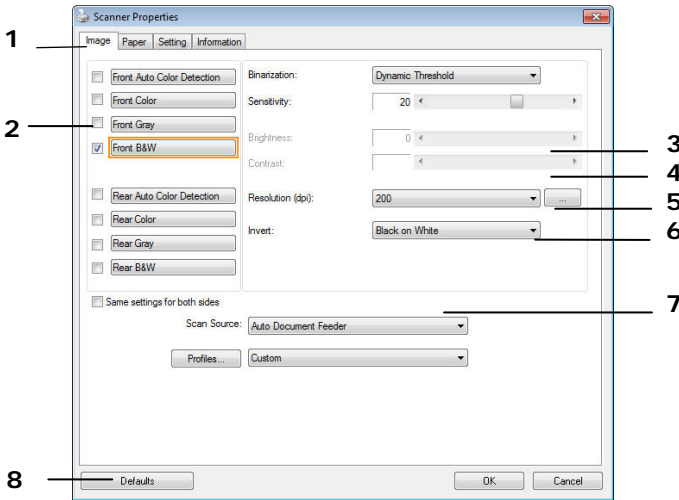 Scanner Properties
1
Image Paper Setting Information
Front Auto Color Detection
Front Color
2
Front Gray
Front B&W
Rear Auto Color Detection
Rear Color
Rear Gray
Rear B&W
Binarization: Dynamic Threshold
Sensitivity: 20
Brightness: 0
3
Contrast:
4
Resolution (dpi): 200 ...
5
Invert: Black on White
6
Same settings for both sides
7
Scan Source: Auto Document Feeder
Profiles... Custom
8
Defaults OK Cancel